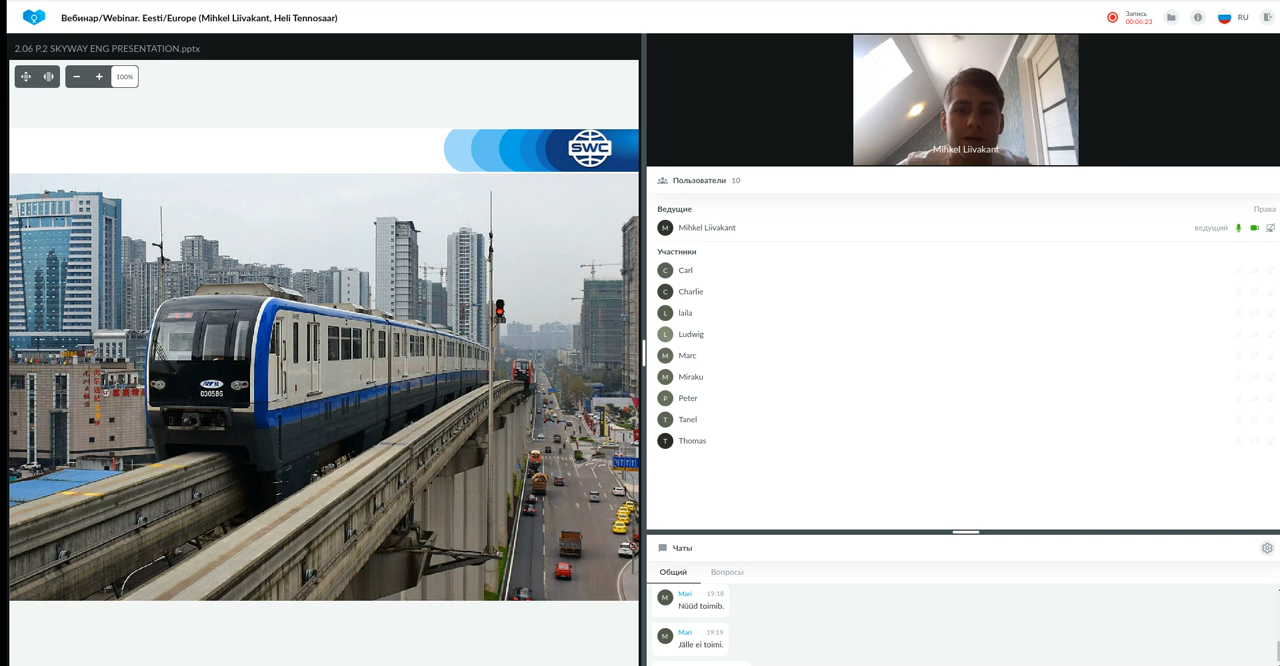 Вебинар/Webinar. Eesti/Europe (Mihkel Liivakant, Heli Tennosaar)
Запись
00:06:23
RU
2.06 P.2 SKYWAY ENG PRESENTATION.pptx
100%
SWC
030586
Mihkel Liivakant
Пользователи 10
Ведущие Права
M Mihkel Liivakant ведущий
Участники
C Carl
C Charlie
L laila
L Ludwig
M Marc
M Miraku
P Peter
T Tanel
T Thomas
Чаты
Общий Вопросы
M Mari 19:18
Nüüd toimib.
M Mari 19:19
Jälle ei toimi.